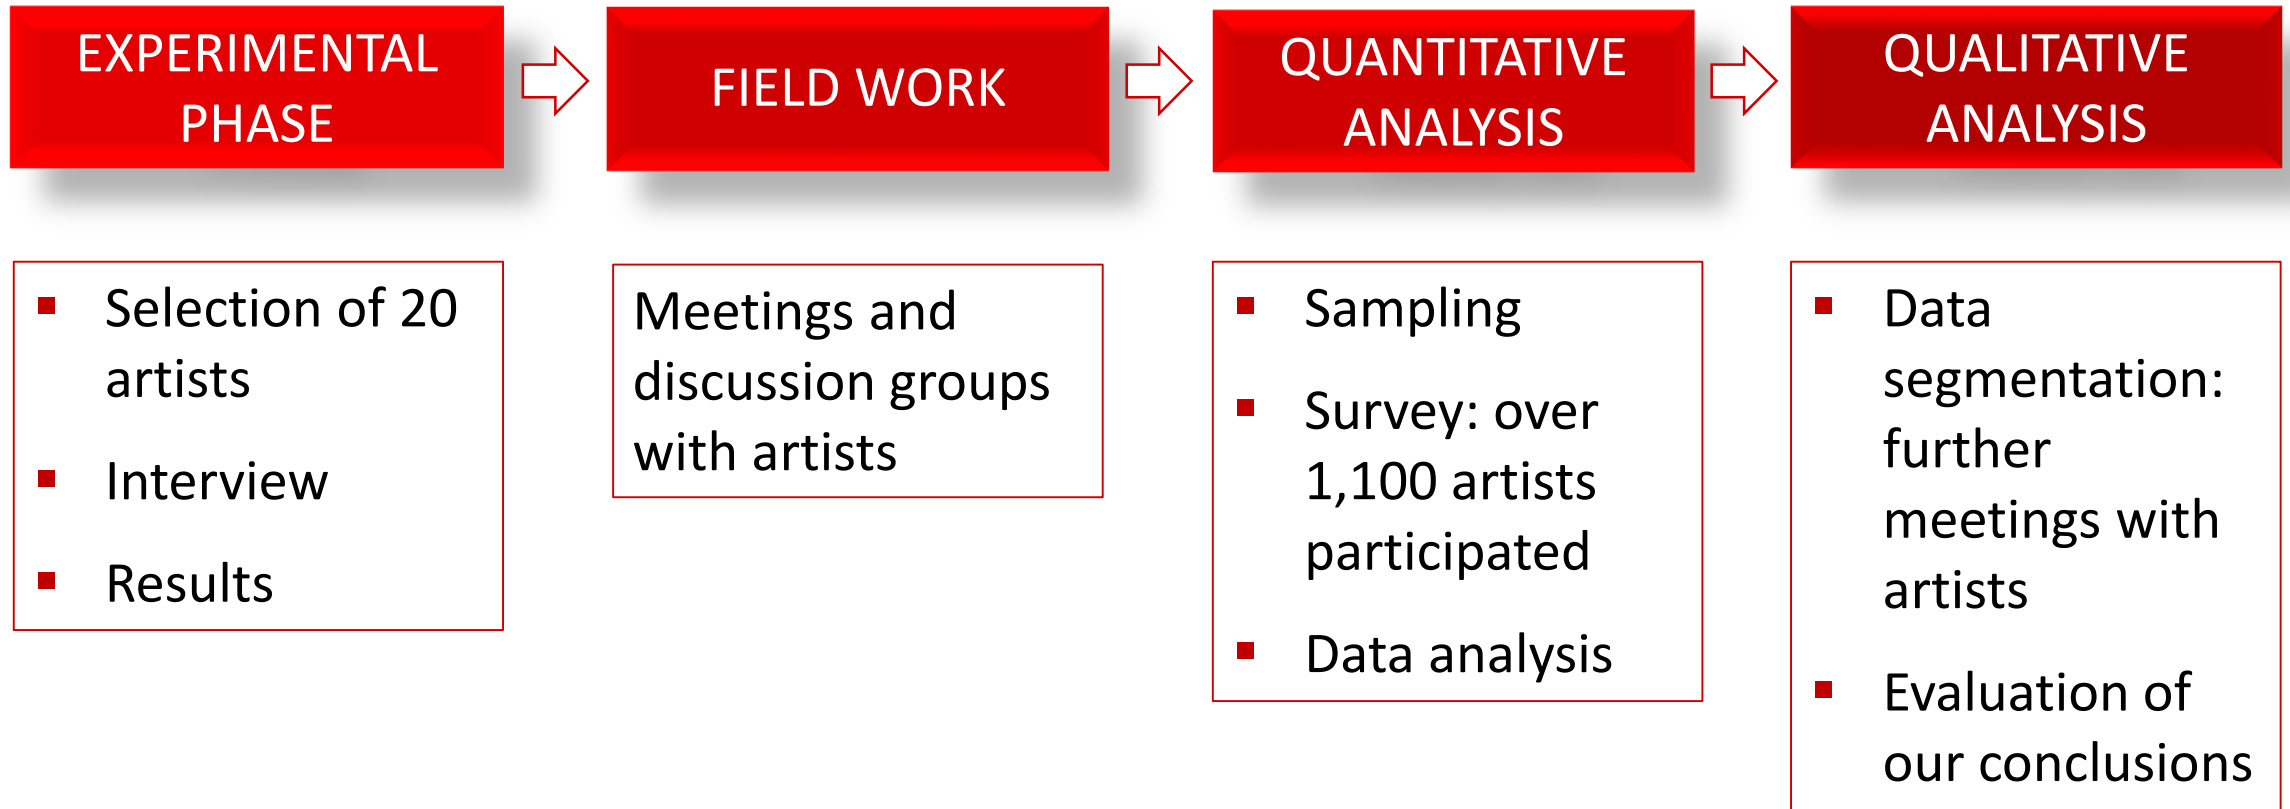 EXPERIMENTAL
PHASE
FIELD WORK
QUANTITATIVE
ANALYSIS
QUALITATIVE
ANALYSIS
Selection of 20
artists
Interview
Results
Meetings and
discussion groups
with artists
Sampling
Survey: over
1,100 artists
participated
Data analysis
Data
segmentation:
further
meetings with
artists
Evaluation of
our conclusions